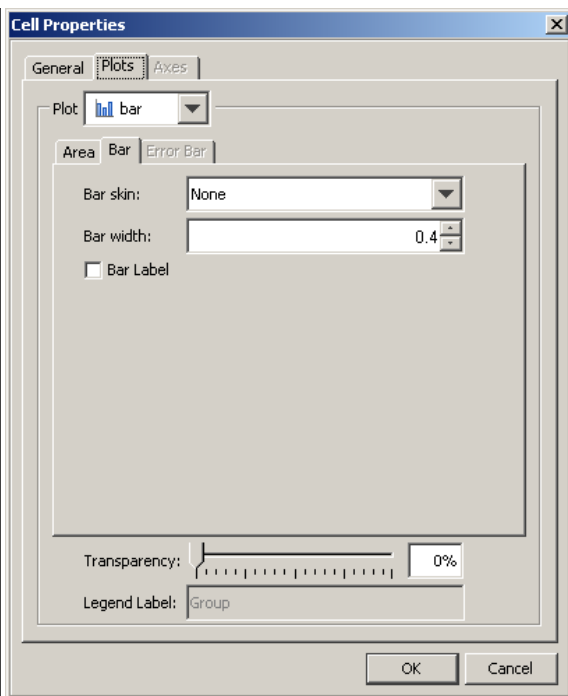 Cell Properties
General Plots Axes
Plot bar
Area Bar Error Bar
Bar skin: None
Bar width: 0.4
Bar Label
Transparency: 0%
Legend Label: Group
OK Cancel